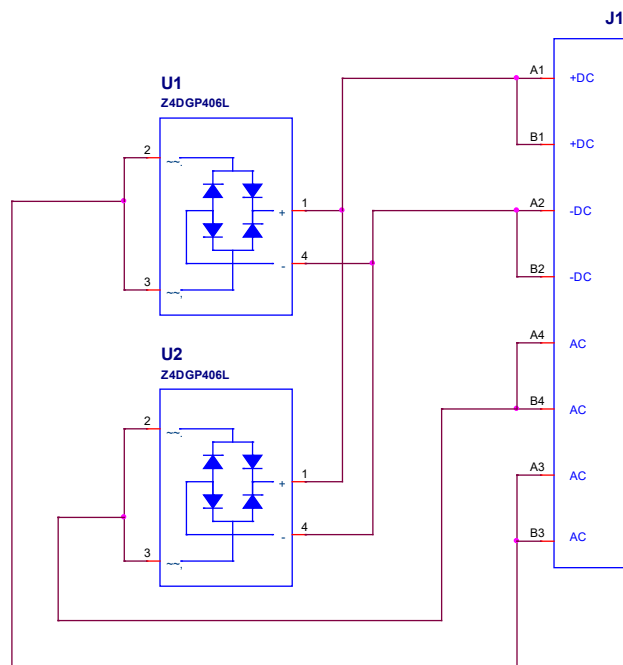 J1
U1
Z4DGP406L
2
~~
3
~~
1
+
4
-
U2
Z4DGP406L
2
~~
3
~~
1
+
4
-
A1
+DC
B1
+DC
A2
-DC
B2
-DC
A4
AC
B4
AC
A3
AC
B3
AC